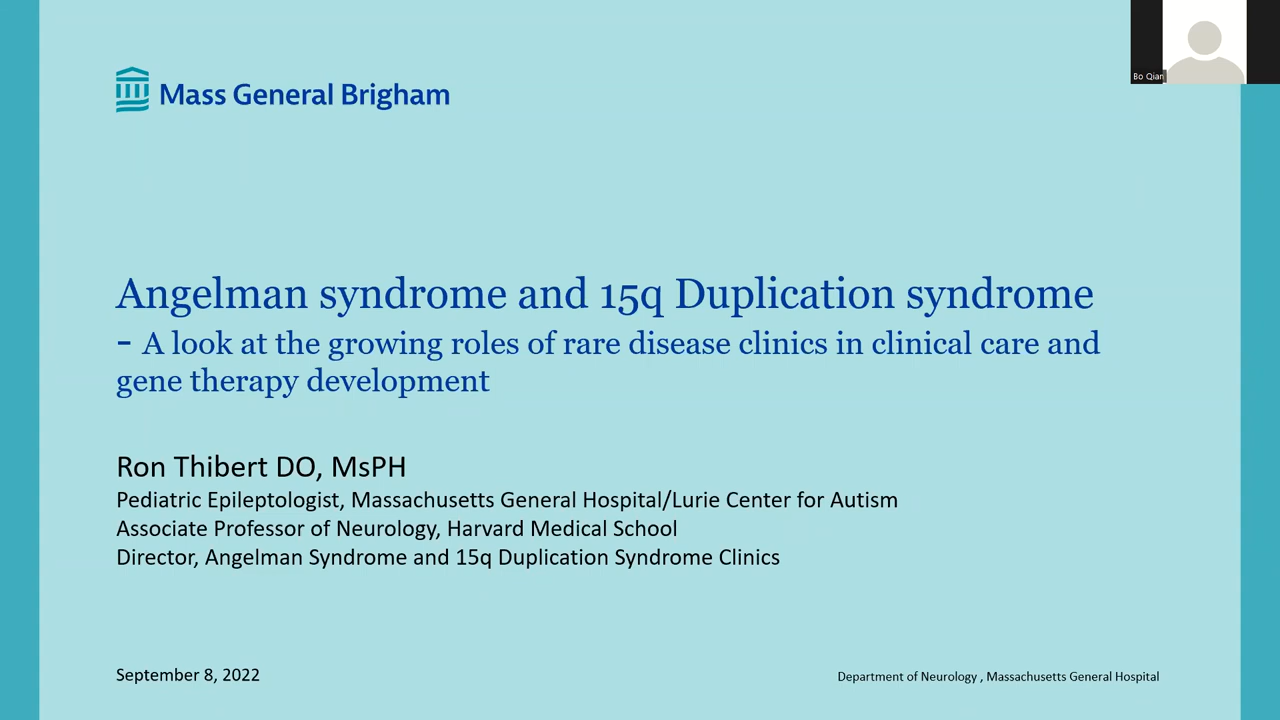 Bo Qian
Mass General Brigham
Angelman syndrome and 15q Duplication syndrome
- A look at the growing roles of rare disease clinics in clinical care and
gene therapy development
Ron Thibert DO, MsPH
Pediatric Epileptologist, Massachusetts General Hospital/Lurie Center for Autism
Associate Professor of Neurology, Harvard Medical School
Director, Angelman Syndrome and 15q Duplication Syndrome Clinics
September 8, 2022
Department of Neurology , Massachusetts General Hospital